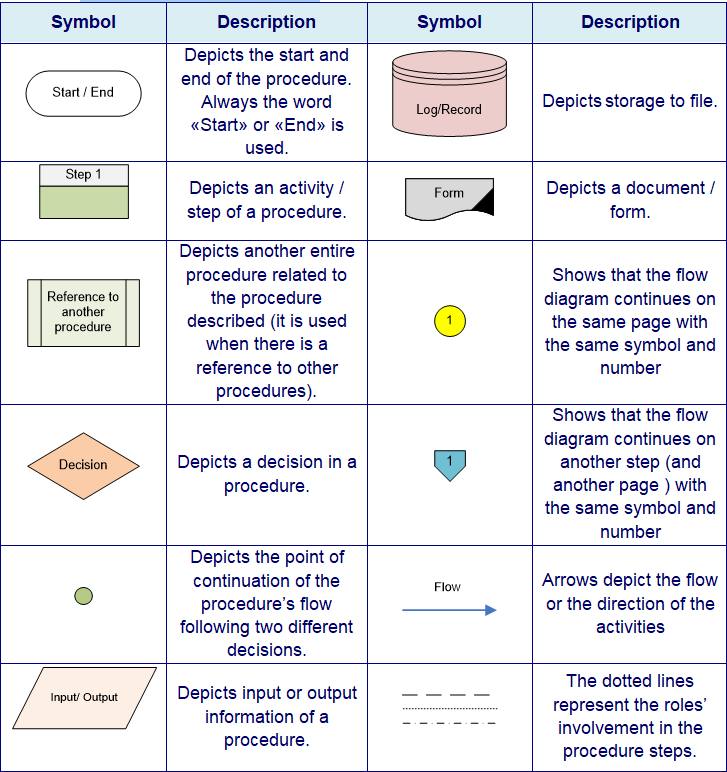 Symbol Description Symbol Description
Start / End
Depicts the start and
end of the procedure.
Always the word
«Start» or «End» is
used.
Log/Record
Depicts storage to file.
Step 1
Depicts an activity /
step of a procedure.
Form
Depicts a document /
form.
Reference to
another
procedure
Depicts another entire
procedure related to
the procedure
described (it is used
when there is a
reference to other
procedures).
1
Shows that the flow
diagram continues on
the same page with
the same symbol and
number
Decision
Depicts a decision in a
procedure.
1
Shows that the flow
diagram continues on
another step (and
another page ) with
the same symbol and
number
Depicts the point of
continuation of the
procedure's flow
following two different
decisions.
Flow
Arrows depict the flow
or the direction of the
activities
Input/ Output
Depicts input or output
information of a
procedure.
The dotted lines
represent the roles'
involvement in the
procedure steps.